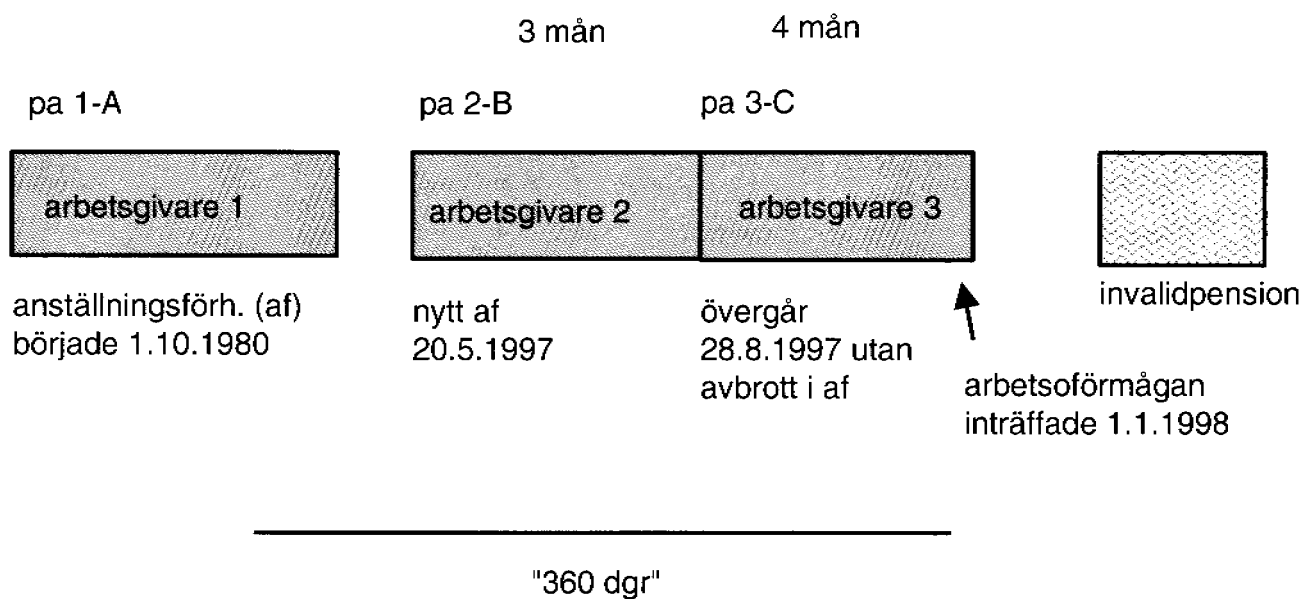 3 mån 4 mån
pa 1-A pa 2-B pa 3-C
arbetsgivare 1 arbetsgivare 2 arbetsgivare 3
anställningsförh. (af)
började 1.10.1980
nytt af
20.5.1997
övergår
28.8.1997 utan
avbrott i af
invalidpension
arbetsoförmågan
inträffade 1.1.1998
"360 dgr"